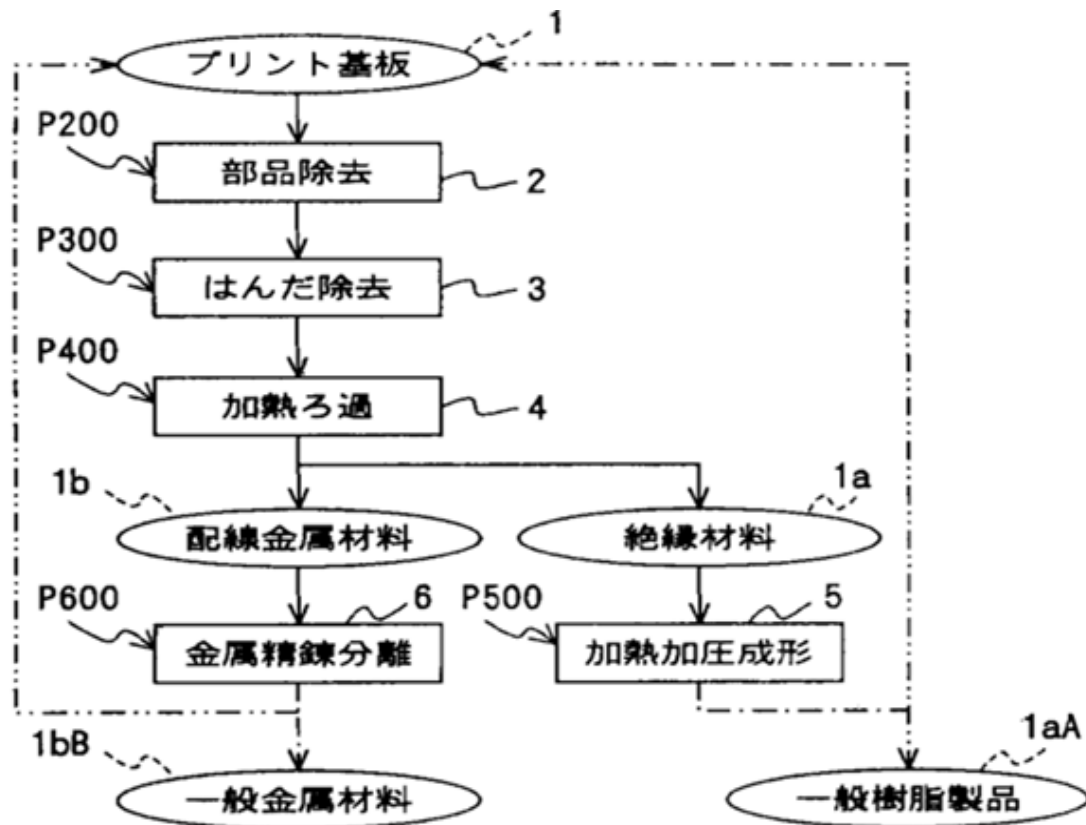 1
プリント基板
P200
部品除去
2
P300
はんだ除去
3
P400
加熱ろ過
4
1b
配線金属材料
1a
絶縁材料
P600
金属精錬分離
6
P500
加熱加圧成形
5
1bB
一般金属材料
1aA
一般樹脂製品